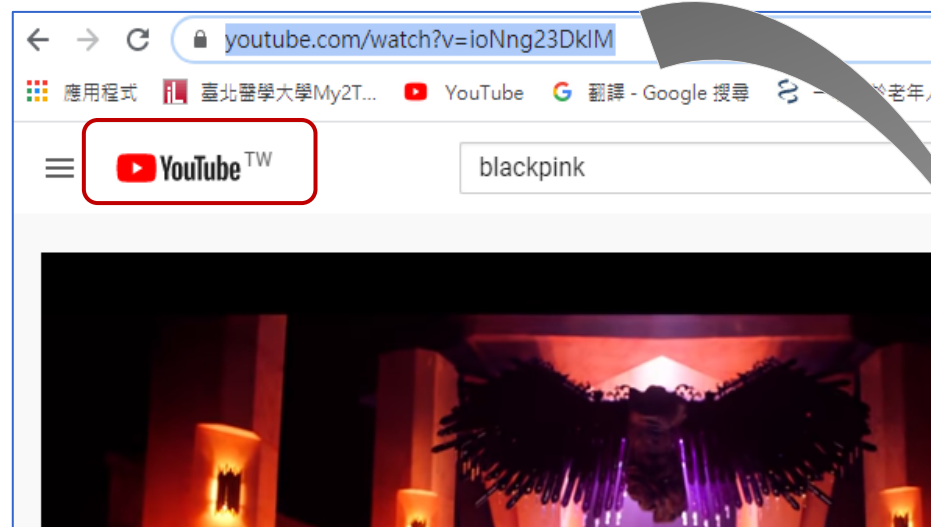 youtube.com/watch?v=ioNng23DkIM
應用程式 臺北醫學大學My2T... YouTube 翻譯 - Google 搜尋
YouTube TW
blackpink